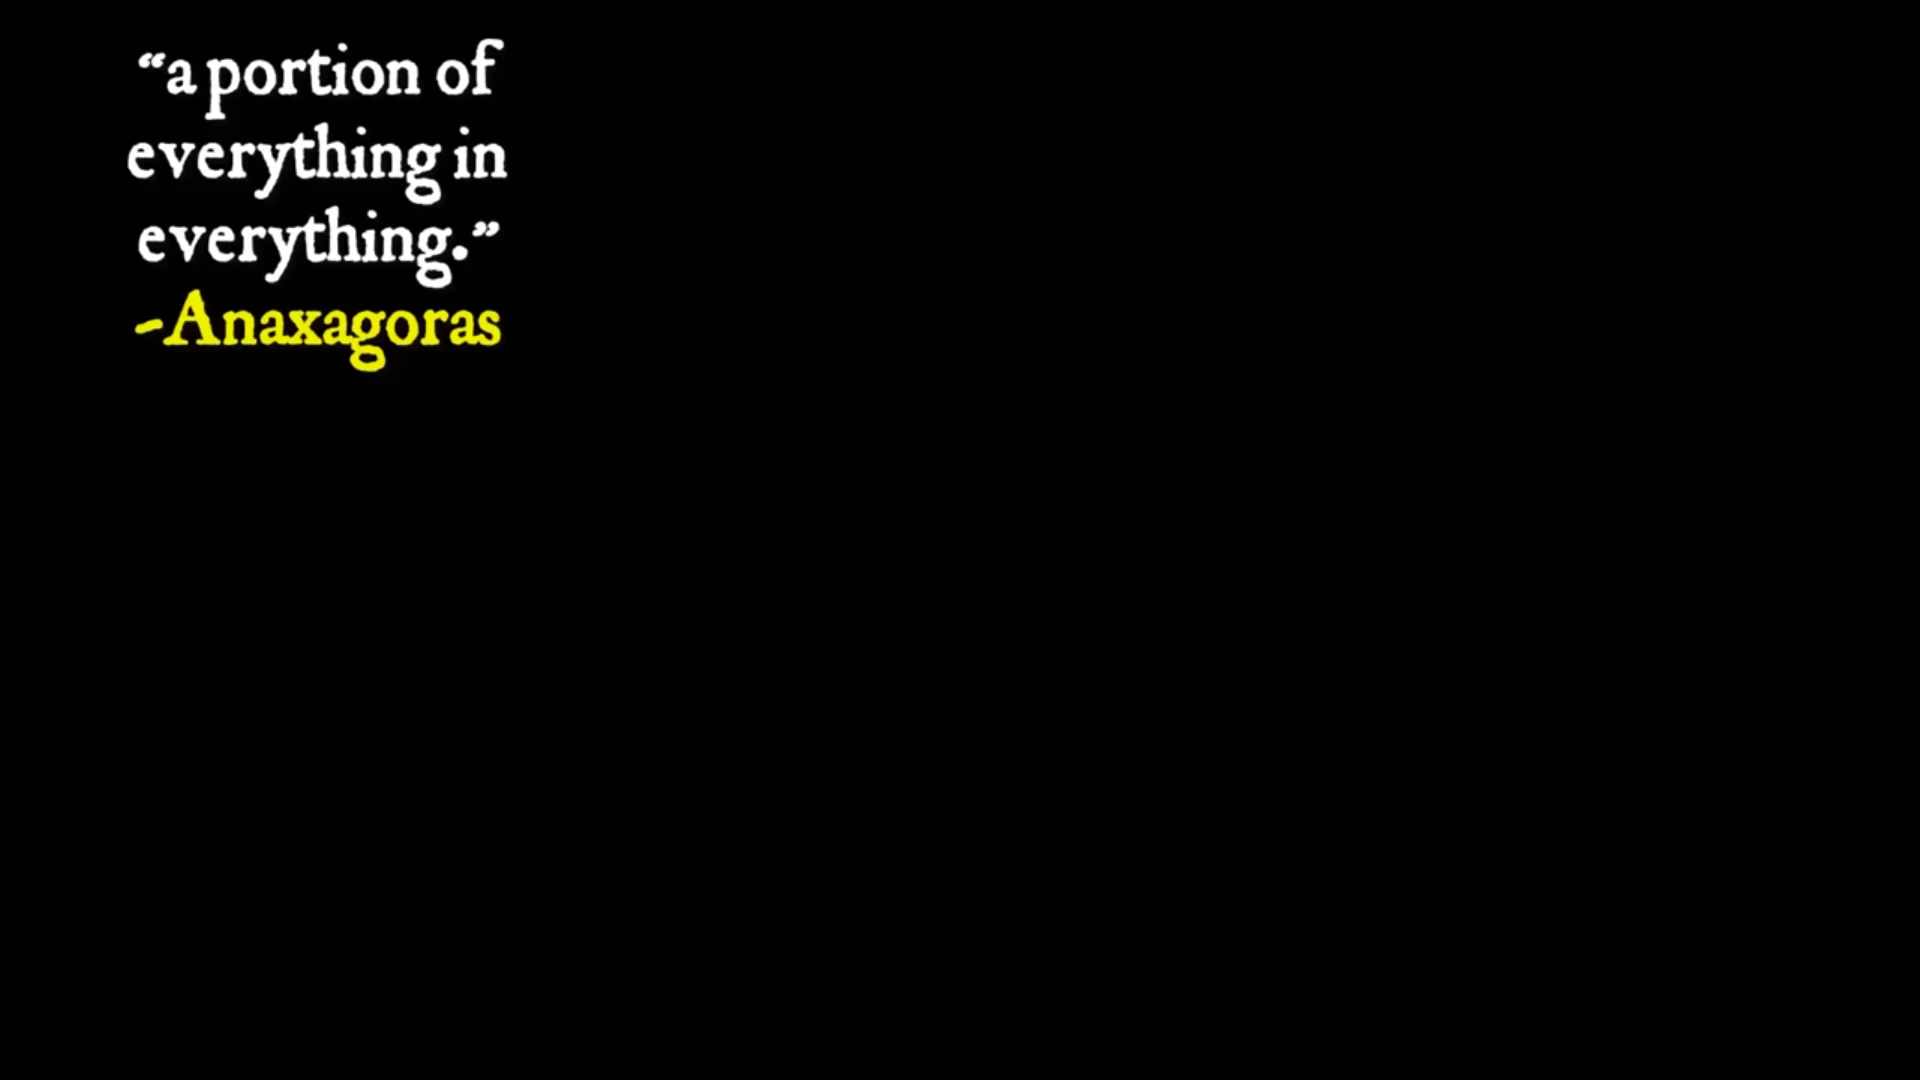 “a portion of
everything in
everything.”
-Anaxagoras